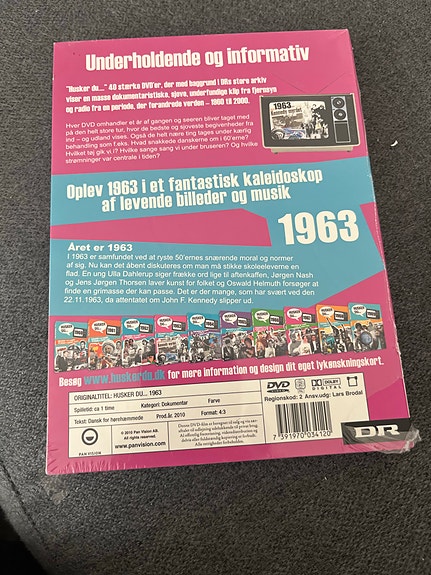 Underholdende og informativ
"Husker du..." 40 stærke DVD'er, der med baggrund i DRs store arkiv
viser en masse dokumentariske, sjove, underfundige klip fra fjernsyn
og radio fra en periode, der forandrede verden – 1960 til 2000.
Hver DVD omhandler et år af gangen og seeren bliver taget med
på den helt store tur, hvor de bedste og sjoveste begivenheder fra
ind – og udland vises. Også de helt nære ting tages under kærlig
behandling som f.eks. Hvad snakkede danskerne om i 60'erne?
Hvilket tøj gik vi i? Hvilke sange sang vi under bruseren? Og hvilke
strømninger var centrale i tiden?
1963
Oplev 1963 i et fantastisk kaleidoskop
af levende billeder og musik
1963
Året er 1963
I 1963 er samfundet ved at ryste 50'ernes snærende moral og normer
af sig. Nu kan det åbent diskuteres om man må stikke skoleeleverne en
flad. En ung Ulla Dahlerup siger frække ord lige til aftenkaffen, Jørgen Nash
og Jens Jørgen Thorsen laver kunst for folket og Oswald Helmuth forsøger at
finde en grimasse der kan passe. Det er der mange, som har svært ved den
22.11.1963, da attentatet om John F. Kennedy slipper ud.
Besøg www.huskerdu.dk for mere information og design dit eget lykønskningskort.
ORIGINALTITEL: HUSKER DU... 1963
Spilletid: ca 1 time Kategori: Dokumentar Farve
Prod.år. 2010 Format: 4:3
Tekst: Dansk for hørehæmmede
PAN VISION
© 2010 Pan Vision AB.
All rights reserved.
www.panvision.com
DVD VIDEO
DOLBY DIGITAL
Regionskod: 2 Ansv.udg: Lars Brodal
7 391970 034120
DR